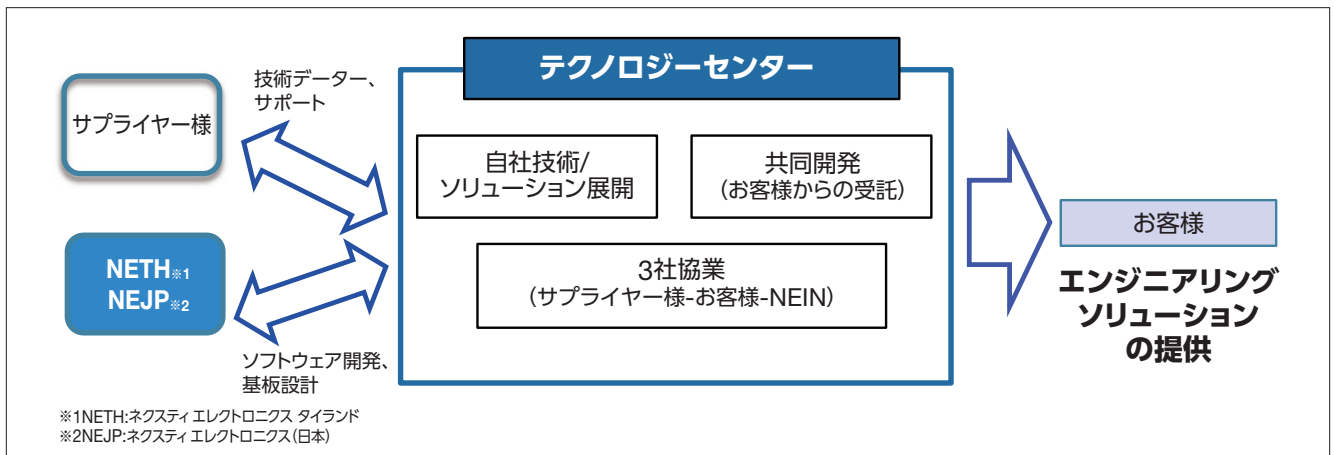 テクノロジーセンター
技術データー、
サポート
サプライヤー様
自社技術/
ソリューション展開
共同開発
（お客様からの受託）
お客様
NETH※1
NEJP※2
3社協業
（サプライヤー様-お客様-NEIN）
エンジニアリング
ソリューション
の提供
ソフトウェア開発、
基板設計
※1NETH:ネクスティ エレクトロニクス タイランド
※2NEJP:ネクスティ エレクトロニクス(日本)